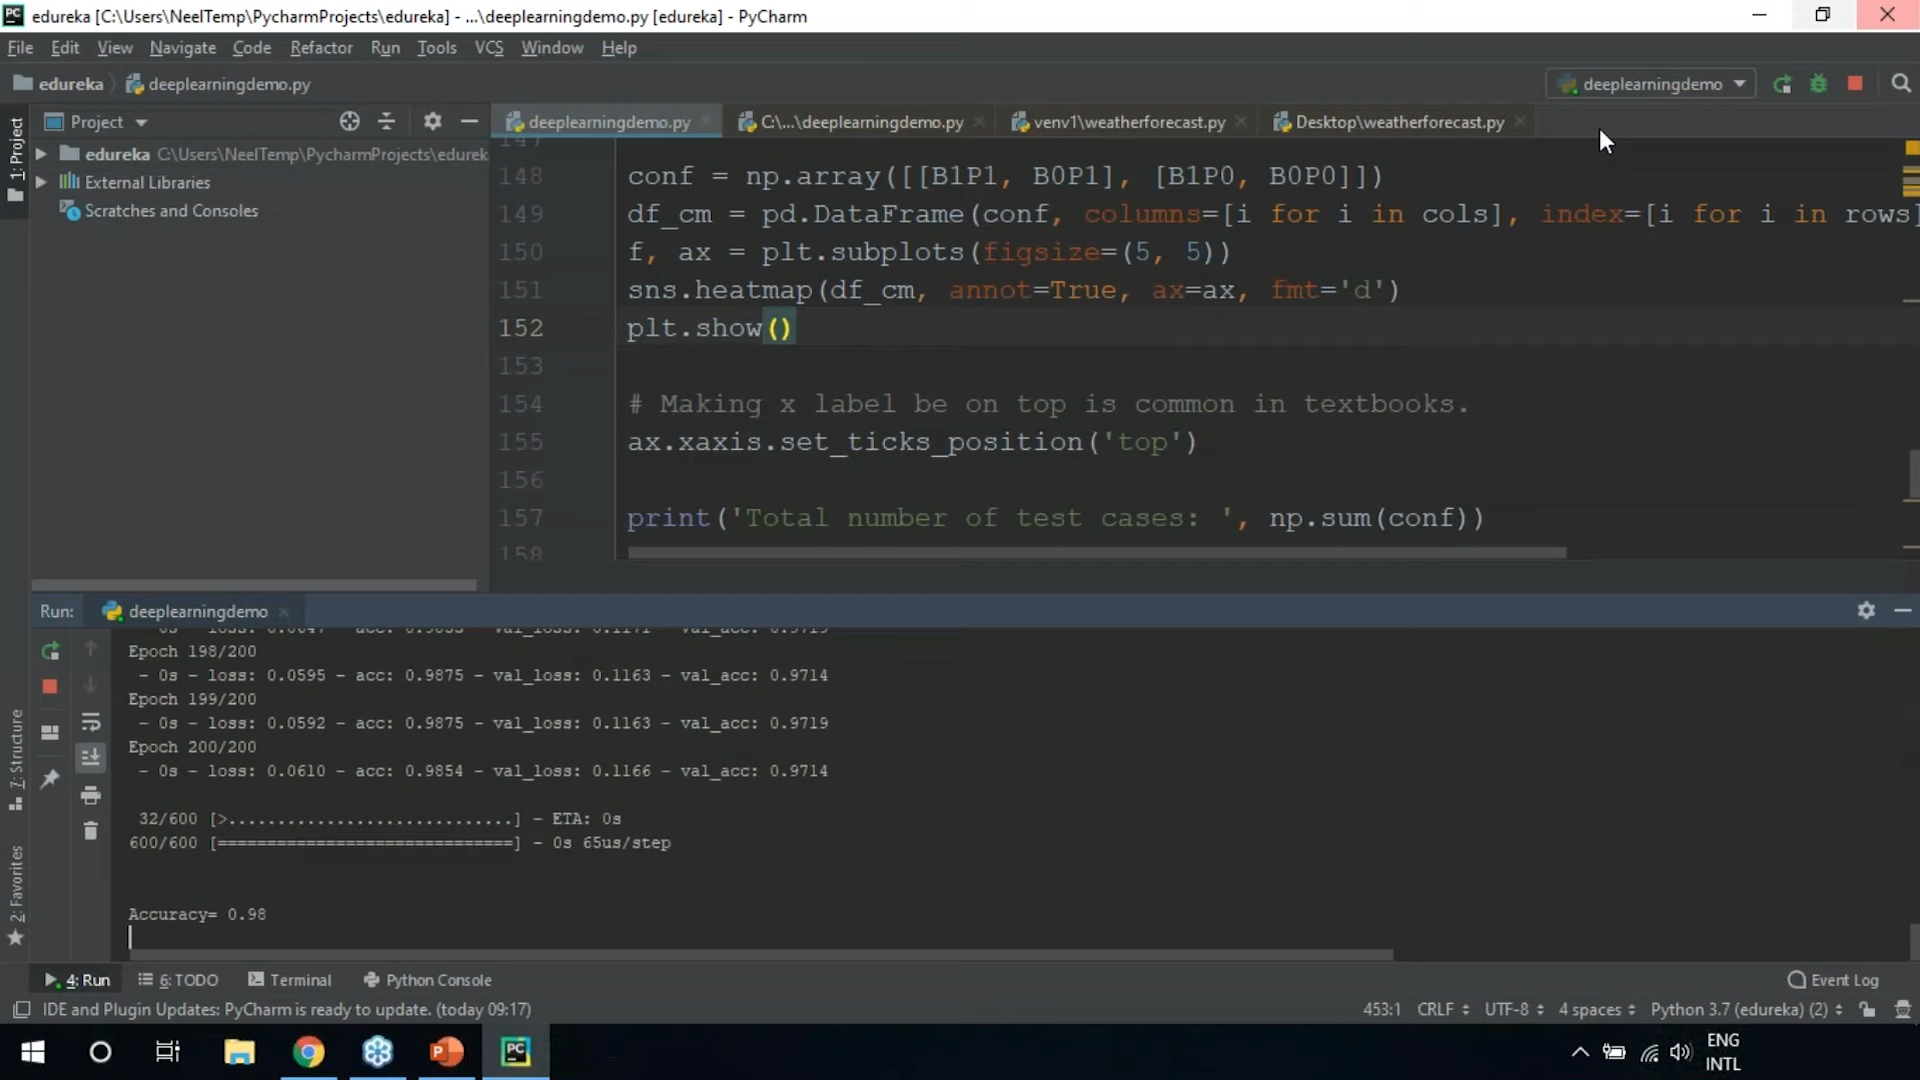 edureka [C:\Users\NeelTemp\PycharmProjects\edureka] - ...\deeplearningdemo.py [edureka] - PyCharm
File Edit View Navigate Code Refactor Run Tools VCS Window Help
edureka deeplearningdemo.py deeplearningdemo
Project deeplearningdemo.py C:\...\deeplearningdemo.py venv1\weatherforecast.py Desktop\weatherforecast.py
1: Project
edureka C:\Users\NeelTemp\PycharmProjects\edurek
External Libraries
Scratches and Consoles
147
148 conf = np.array([[B1P1, B0P1], [B1P0, B0P0]])
149 df_cm = pd.DataFrame(conf, columns=[i for i in cols], index=[i for i in rows]
150 f, ax = plt.subplots(figsize=(5, 5))
151 sns.heatmap(df_cm, annot=True, ax=ax, fmt='d')
152 plt.show()
153
154 # Making x label be on top is common in textbooks.
155 ax.xaxis.set_ticks_position('top')
156
157 print('Total number of test cases: ', np.sum(conf))
158
Run: deeplearningdemo
Epoch 198/200
- 0s - loss: 0.0595 - acc: 0.9875 - val_loss: 0.1163 - val_acc: 0.9714
Epoch 199/200
- 0s - loss: 0.0592 - acc: 0.9875 - val_loss: 0.1163 - val_acc: 0.9719
Epoch 200/200
- 0s - loss: 0.0610 - acc: 0.9854 - val_loss: 0.1166 - val_acc: 0.9714
32/600 [>.............................] - ETA: 0s
600/600 [==============================] - 0s 65us/step
Accuracy= 0.98
7: Structure
2: Favorites
4: Run 6: TODO Terminal Python Console Event Log
IDE and Plugin Updates: PyCharm is ready to update. (today 09:17) 453:1 CRLF UTF-8 4 spaces Python 3.7 (edureka) (2)
ENG
INTL